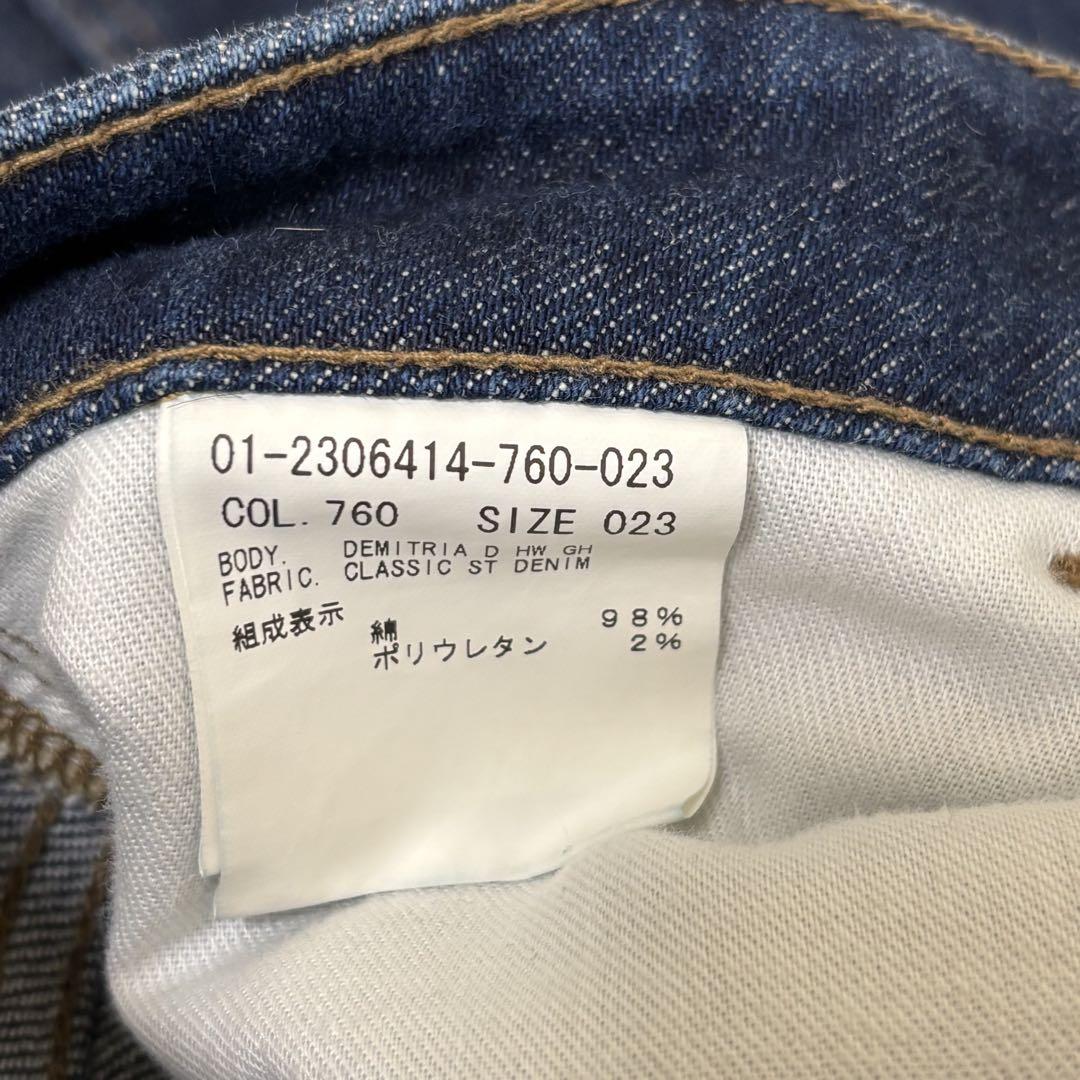 01-2306414-760-023
COL. 760 SIZE 023
BODY. DEMITRIA D HW GH
FABRIC. CLASSIC ST DENIM
組成表示 綿 98%
ポリウレタン 2%